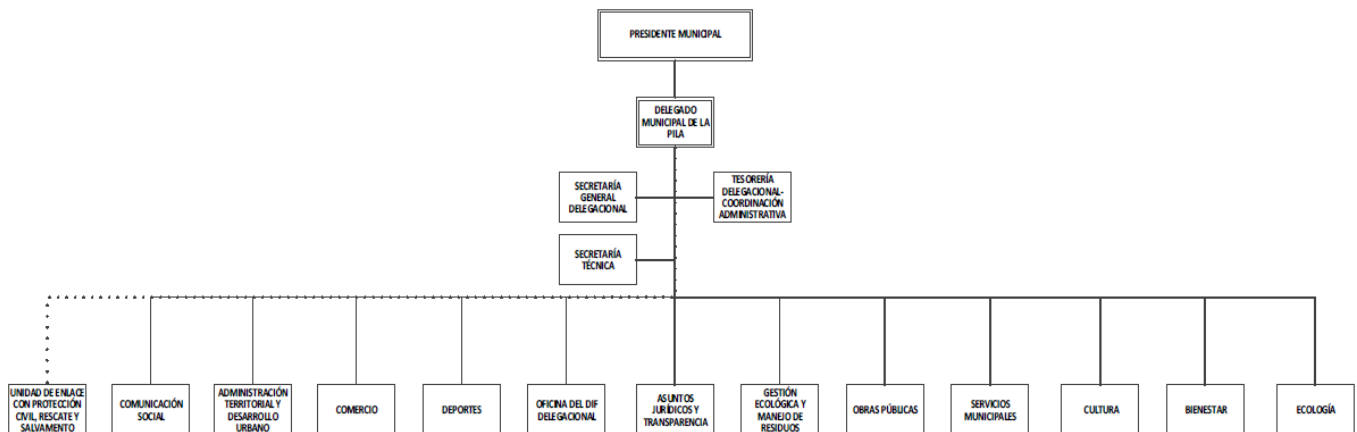 PRESIDENTE MUNICIPAL
DELEGADO
MUNICIPAL DE LA
PILA
SECRETARÍA
GENERAL
DELEGACIONAL
TESORERÍA
DELEGACIONAL-
COORDINACIÓN
ADMINISTRATIVA
SECRETARÍA
TÉCNICA
UNIDAD DE ENLACE
CON PROTECCIÓN
CIVIL, RESCATE Y
SALVAMENTO
COMUNICACIÓN
SOCIAL
ADMINISTRACIÓN
TERRITORIAL Y
DESARROLLO
URBANO
COMERCIO
DEPORTES
OFICINA DEL DIF
DELEGACIONAL
ASUNTOS
JURÍDICOS Y
TRANSPARENCIA
GESTIÓN
ECOLÓGICA Y
MANEJO DE
RESIDUOS
OBRAS PÚBLICAS
SERVICIOS
MUNICIPALES
CULTURA
BIENESTAR
ECOLOGÍA